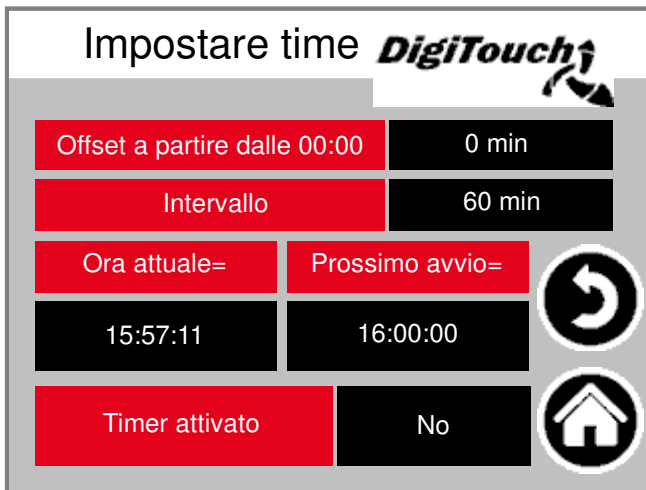 Impostare time
DigiTouch
Offset a partire dalle 00:00
0 min
Intervallo
60 min
Ora attuale=
Prossimo avvio=
15:57:11
16:00:00
Timer attivato
No